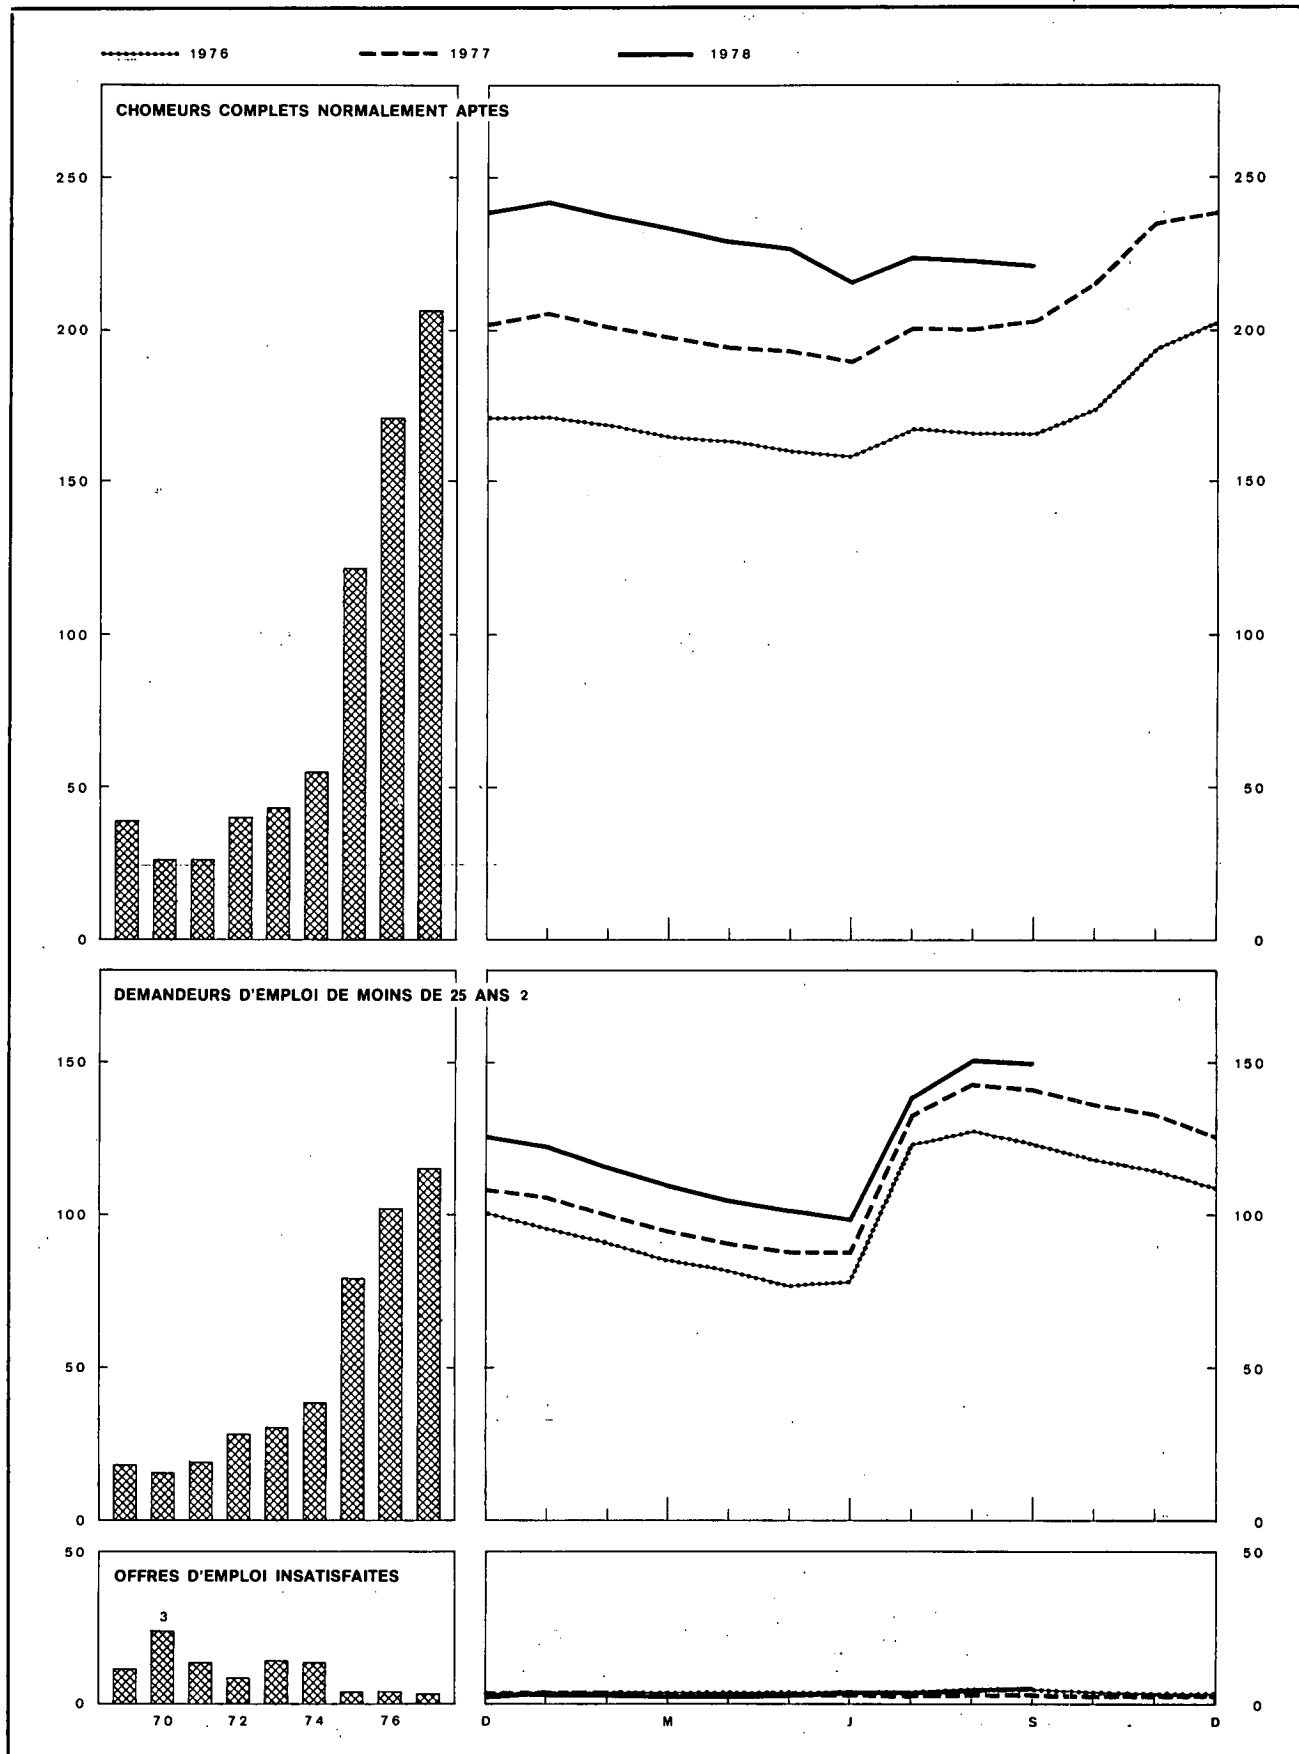 1976 1977 1978
CHOMEURS COMPLETS NORMALEMENT APTES
250 250
200 200
150 150
100 100
50 50
0 0
DEMANDEURS D'EMPLOI DE MOINS DE 25 ANS 2
150 150
100 100
50 50
0 0
50 50
OFFRES D'EMPLOI INSATISFAITES
3
0 0
70 72 74 76 D M J S D